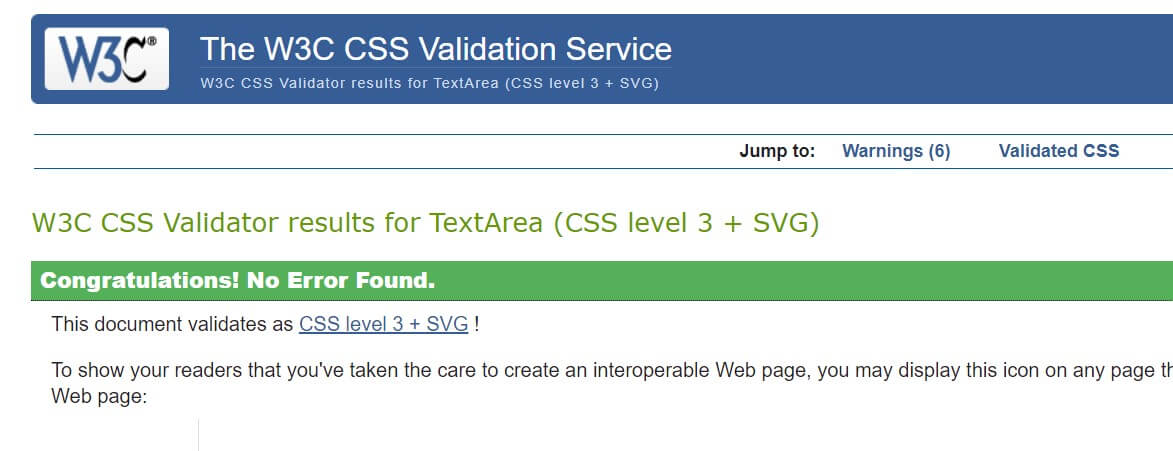 W3C®
The W3C CSS Validation Service
W3C CSS Validator results for TextArea (CSS level 3 + SVG)
Jump to: Warnings (6) Validated CSS
W3C CSS Validator results for TextArea (CSS level 3 + SVG)
Congratulations! No Error Found.
This document validates as CSS level 3 + SVG !
To show your readers that you've taken the care to create an interoperable Web page, you may display this icon on any page
Web page: